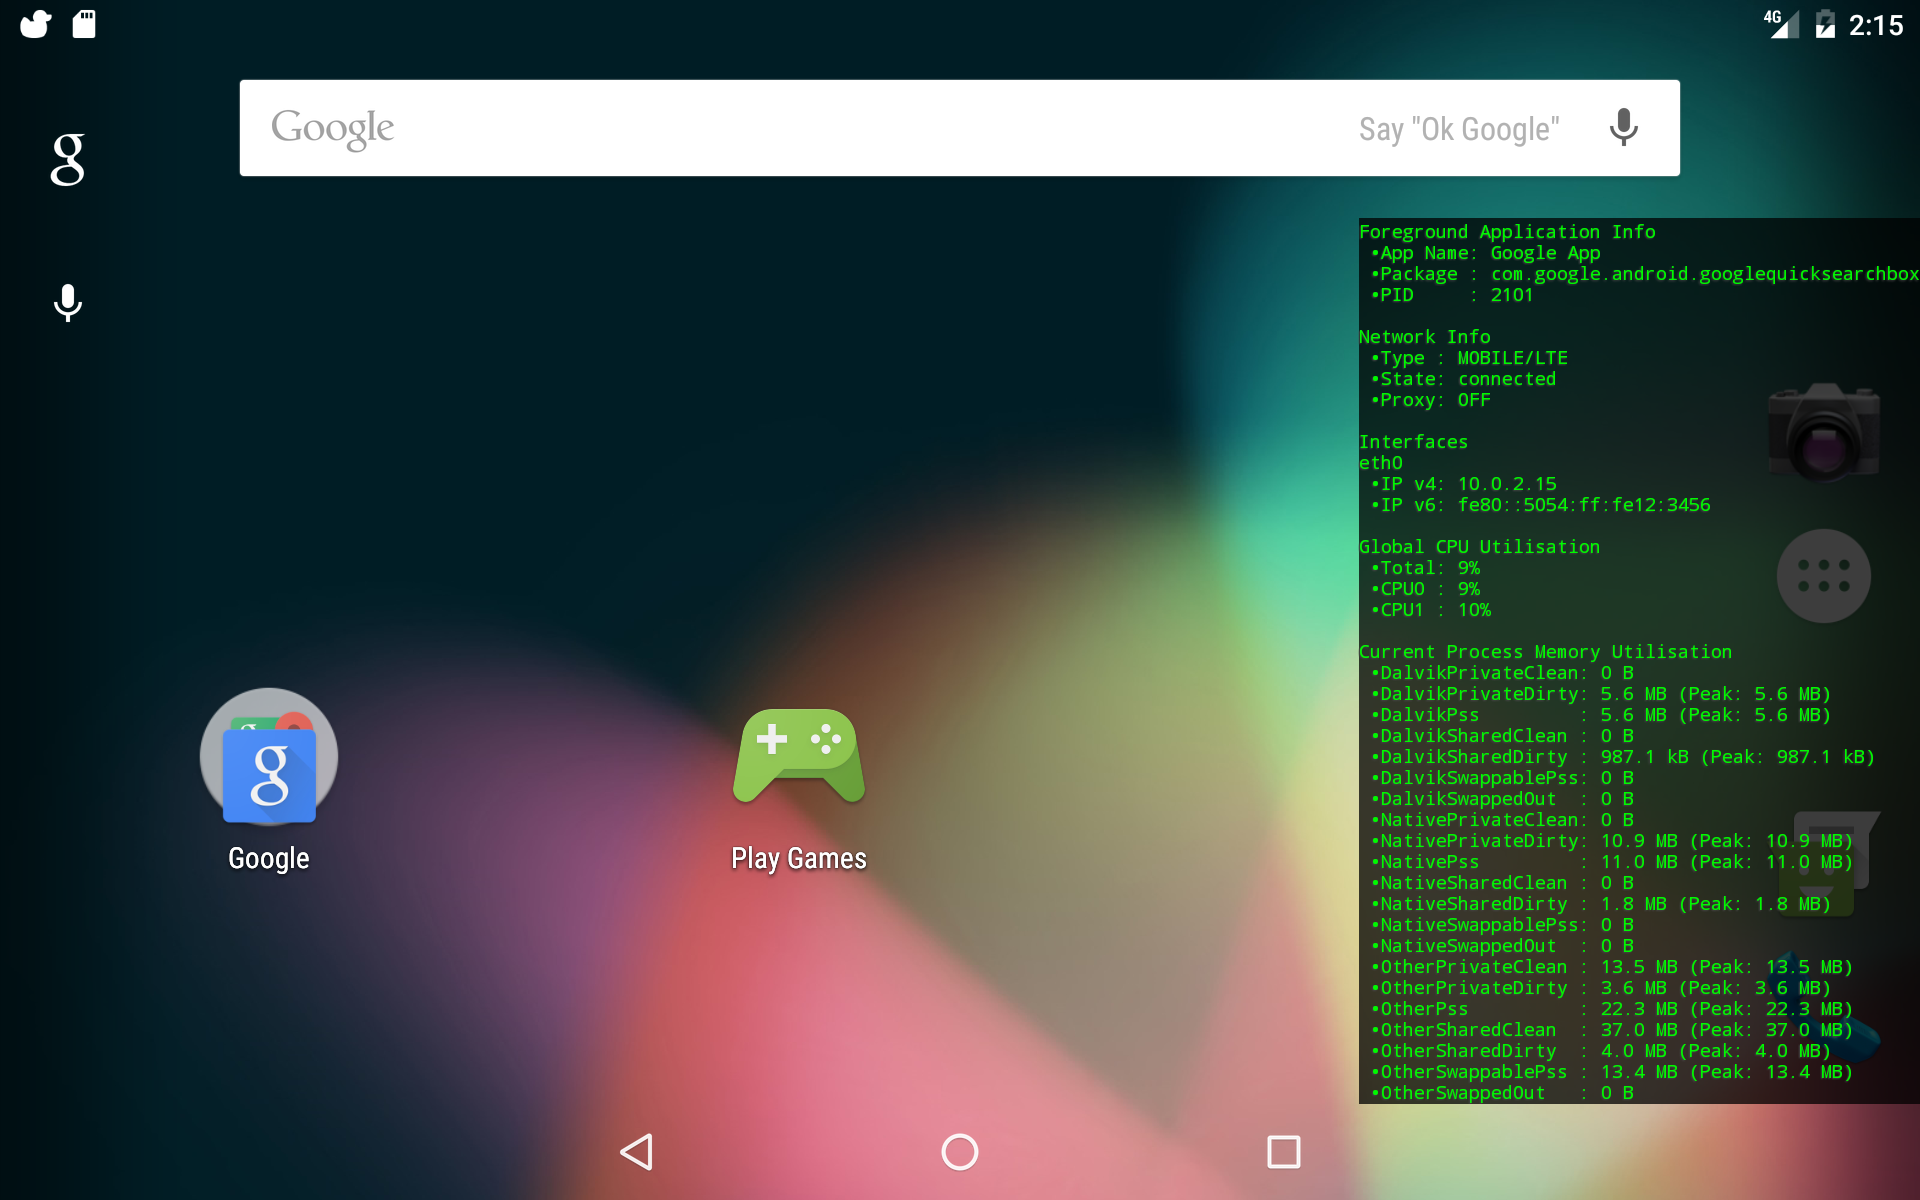 4G 2:15
g
Google Say "Ok Google"
Foreground Application Info
•App Name: Google App
•Package : com.google.android.googlequicksearchbox
•PID     : 2101
Network Info
•Type : MOBILE/LTE
•State: connected
•Proxy: OFF
Interfaces
eth0
•IP v4: 10.0.2.15
•IP v6: fe80::5054:ff:fe12:3456
Global CPU Utilisation
•Total: 9%
•CPU0 : 9%
•CPU1 : 10%
Current Process Memory Utilisation
•DalvikPrivateClean: 0 B
•DalvikPrivateDirty: 5.6 MB (Peak: 5.6 MB)
•DalvikPss         : 5.6 MB (Peak: 5.6 MB)
•DalvikSharedClean : 0 B
•DalvikSharedDirty : 987.1 kB (Peak: 987.1 kB)
•DalvikSwappablePss: 0 B
•DalvikSwappedOut  : 0 B
•NativePrivateClean: 0 B
•NativePrivateDirty: 10.9 MB (Peak: 10.9 MB)
•NativePss         : 11.0 MB (Peak: 11.0 MB)
•NativeSharedClean : 0 B
•NativeSharedDirty : 1.8 MB (Peak: 1.8 MB)
•NativeSwappablePss: 0 B
•NativeSwappedOut  : 0 B
•OtherPrivateClean : 13.5 MB (Peak: 13.5 MB)
•OtherPrivateDirty : 3.6 MB (Peak: 3.6 MB)
•OtherPss          : 22.3 MB (Peak: 22.3 MB)
•OtherSharedClean  : 37.0 MB (Peak: 37.0 MB)
•OtherSharedDirty  : 4.0 MB (Peak: 4.0 MB)
•OtherSwappablePss : 13.4 MB (Peak: 13.4 MB)
•OtherSwappedOut   : 0 B
g
g
Google
Play Games